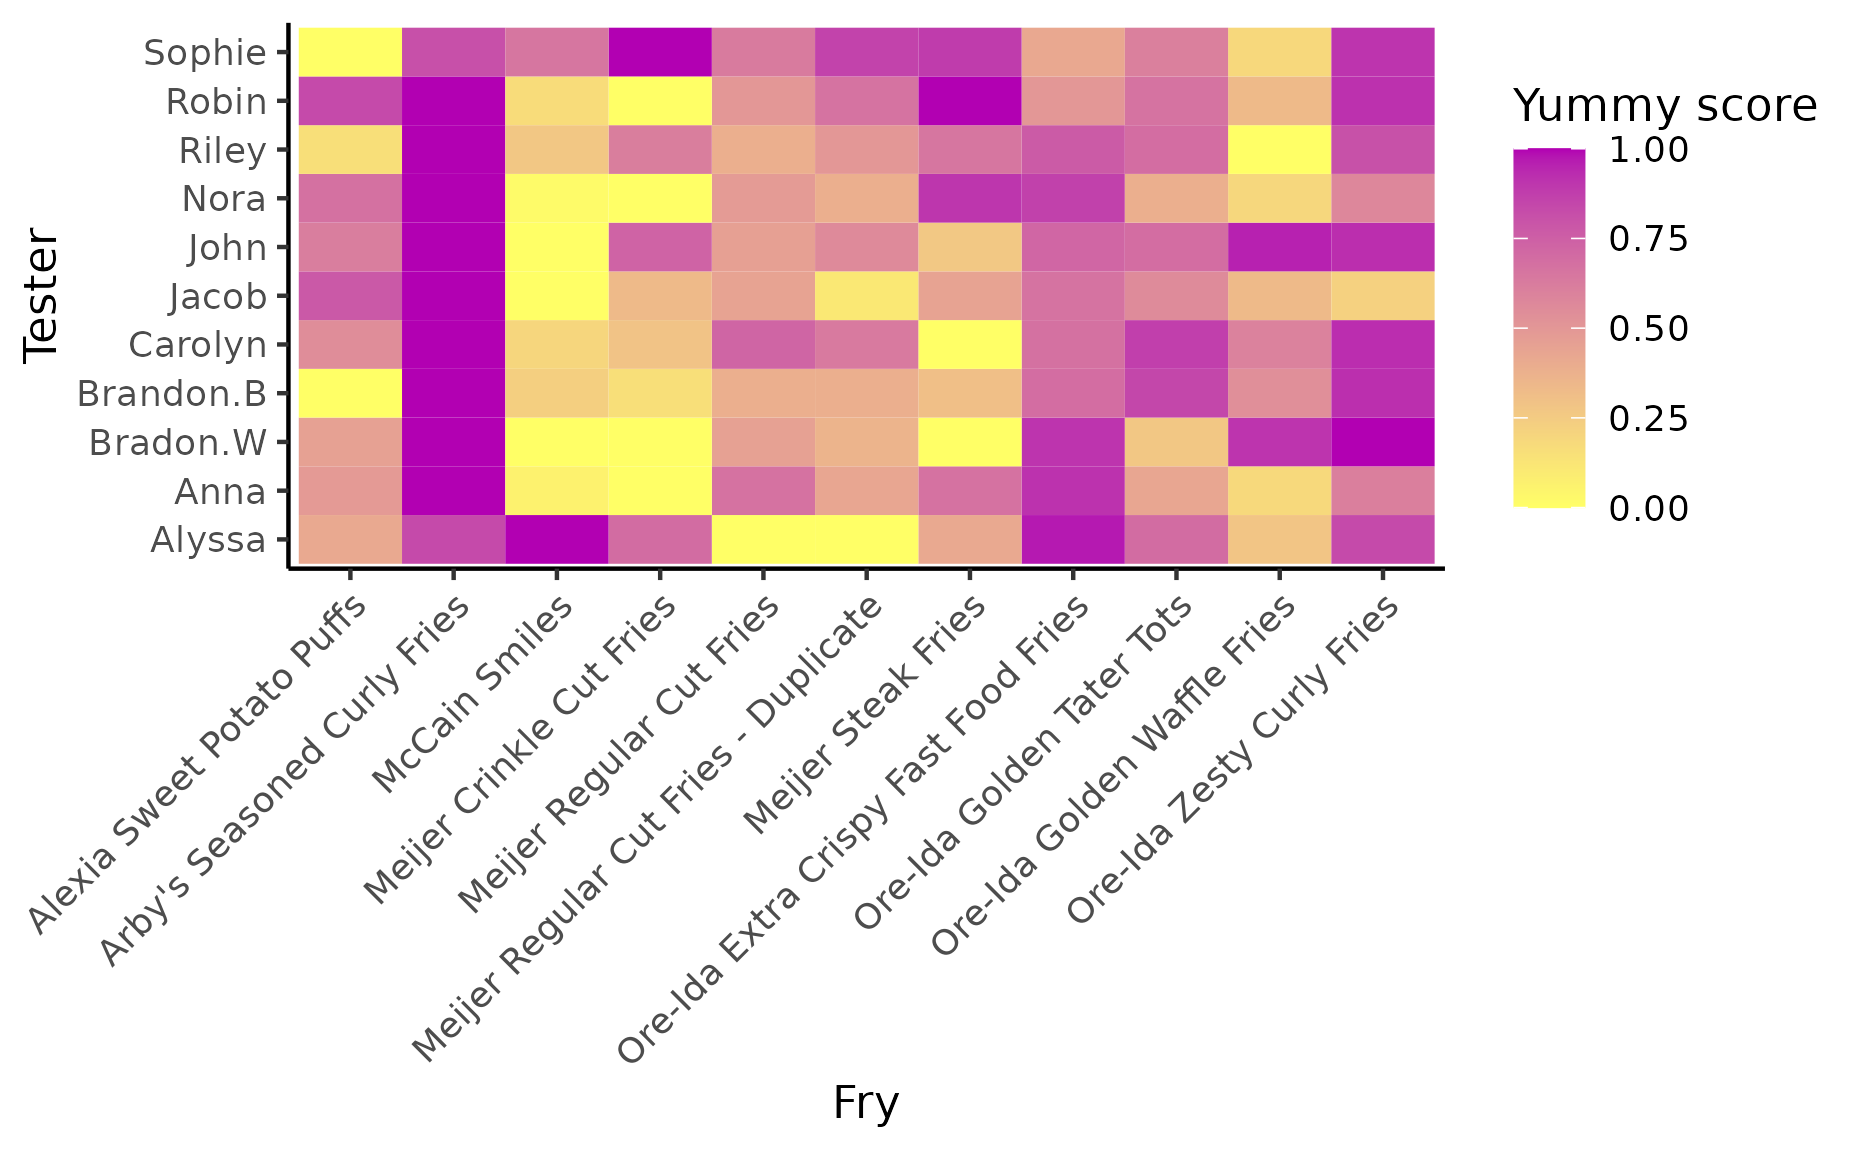 Sophie
Robin
Riley
Nora
John
Jacob
Carolyn
Brandon.B
Bradon.W
Anna
Alyssa
Tester
Alexia Sweet Potato Puffs
Arby's Seasoned Curly Fries
McCain Smiles
Meijer Crinkle Cut Fries
Meijer Regular Cut Fries
Meijer Regular Cut Fries - Duplicate
Meijer Steak Fries
Ore-Ida Extra Crispy Fast Food Fries
Ore-Ida Golden Tater Tots
Ore-Ida Golden Waffle Fries
Ore-Ida Zesty Curly Fries
Fry
Yummy score
1.00
0.75
0.50
0.25
0.00